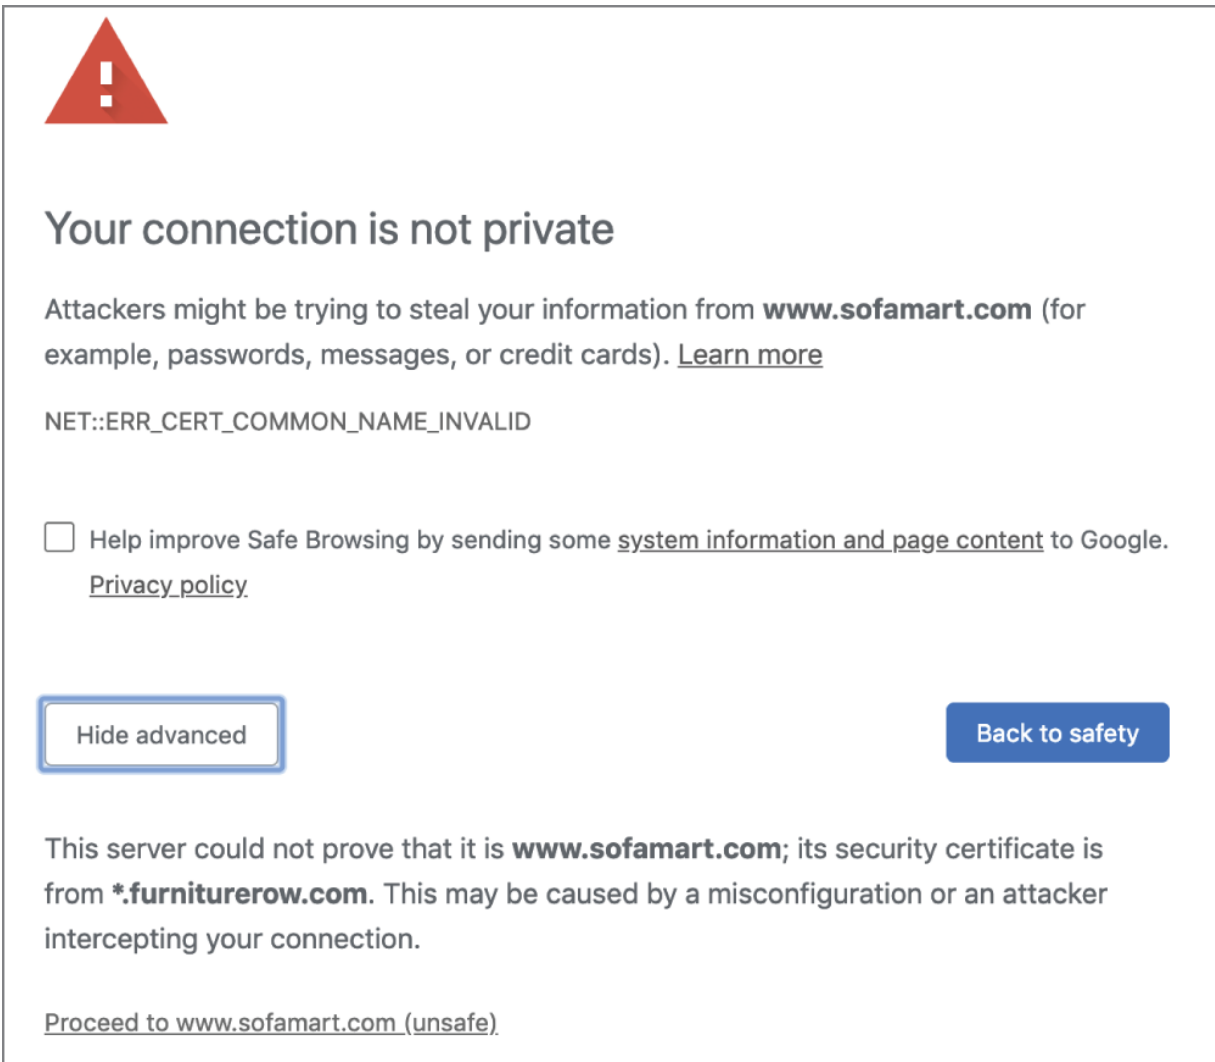 Your connection is not private
Attackers might be trying to steal your information from www.sofamart.com (for
example, passwords, messages, or credit cards). Learn more
NET::ERR_CERT_COMMON_NAME_INVALID
Help improve Safe Browsing by sending some system information and page content to Google.
Privacy policy
Hide advanced
Back to safety
This server could not prove that it is www.sofamart.com; its security certificate is
from *.furniturerow.com. This may be caused by a misconfiguration or an attacker
intercepting your connection.
Proceed to www.sofamart.com (unsafe)